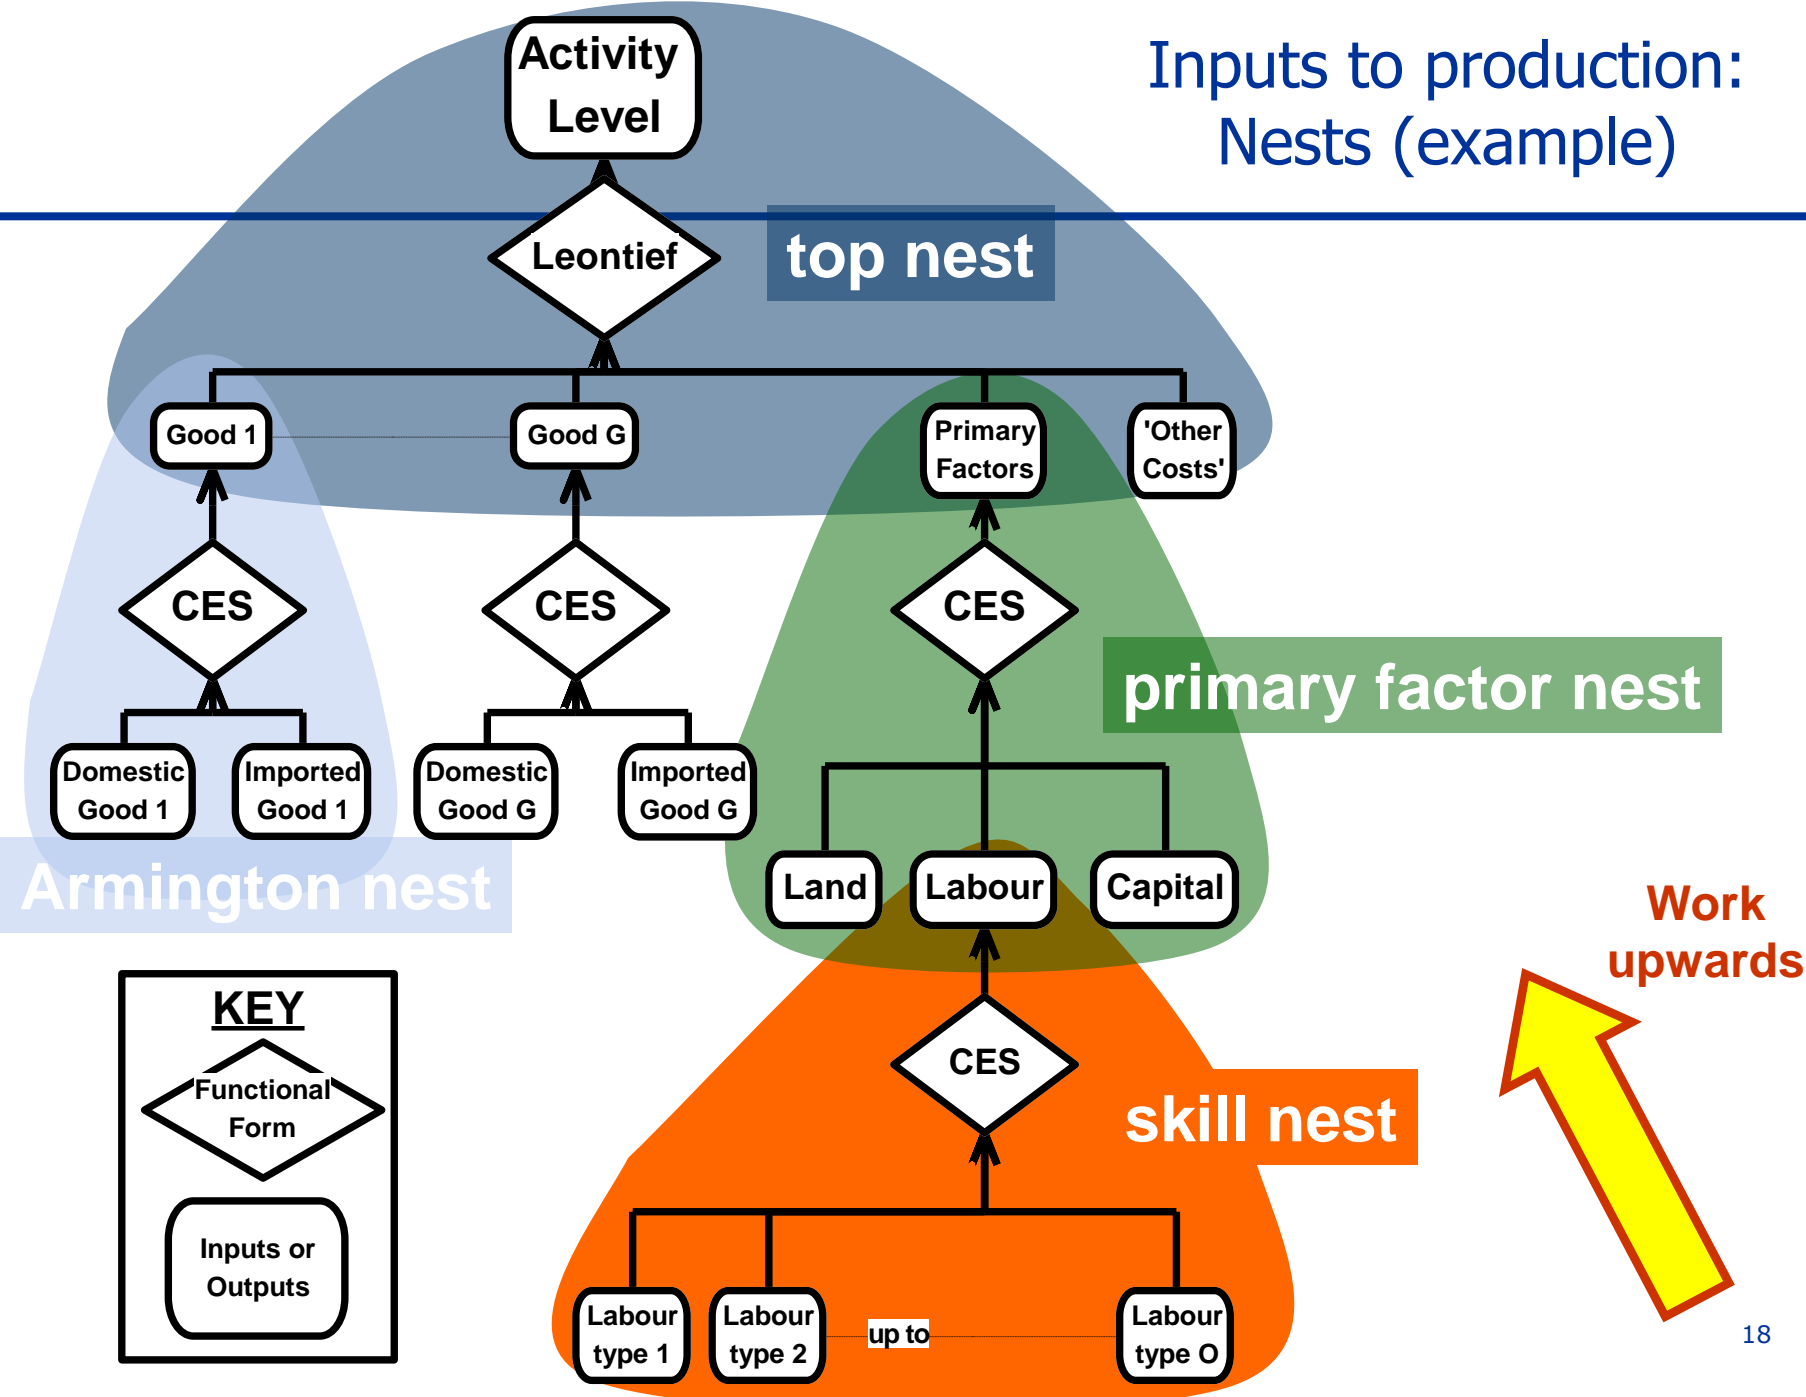 Inputs to production:
Nests (example)
Activity
Level
Leontief
top nest
Good 1
Good G
Primary
Factors
'Other
Costs'
CES
CES
CES
primary factor nest
Domestic
Good 1
Imported
Good 1
Domestic
Good G
Imported
Good G
Armington nest
Land
Labour
Capital
Work
upwards
KEY
Functional
Form
Inputs or
Outputs
CES
skill nest
Labour
type 1
Labour
type 2
up to
Labour
type O
18